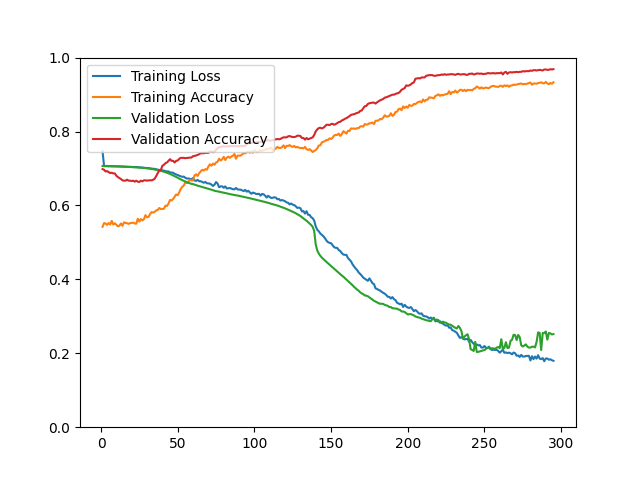 1.0
0.8
0.6
0.4
0.2
0.0
Training Loss
Training Accuracy
Validation Loss
Validation Accuracy
0 50 100 150 200 250 300